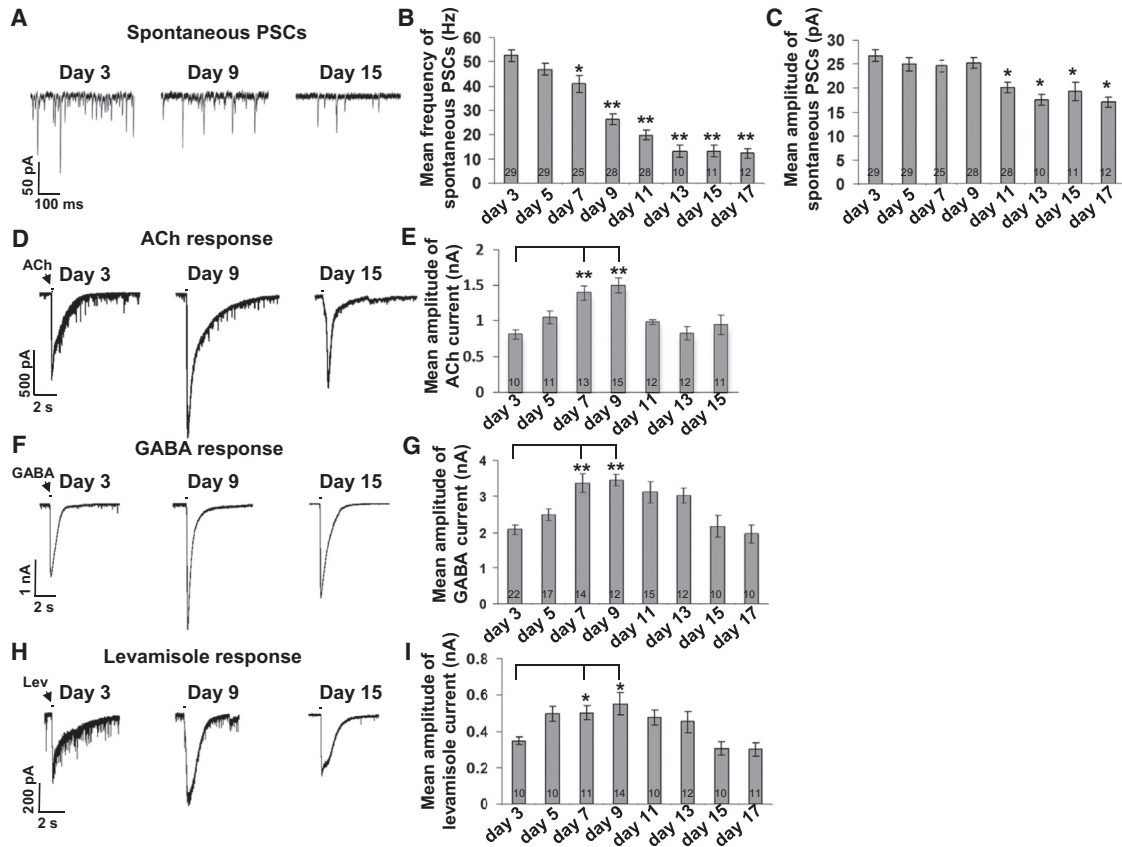 A
Spontaneous PSCs
Day 3 Day 9 Day 15
50 pA
100 ms
B
Mean frequency of
spontaneous PSCs (Hz)
60
50
40
30
20
10
0
* ** ** ** ** **
29 29 25 28 28 10 11 12
day 3 day 5 day 7 day 9 day 11 day 13 day 15 day 17
C
Mean amplitude of
spontaneous PSCs (pA)
30
25
20
15
10
5
0
* * * *
29 29 25 28 28 10 11 12
day 3 day 5 day 7 day 9 day 11 day 13 day 15 day 17
D
ACh response
ACh
Day 3 Day 9 Day 15
500 pA
2 s
E
Mean amplitude of
ACh current (nA)
2
1.5
1
0.5
0
** **
10 11 13 15 12 12 11
day 3 day 5 day 7 day 9 day 11 day 13 day 15
F
GABA response
GABA
Day 3 Day 9 Day 15
1 nA
2 s
G
Mean amplitude of
GABA current (nA)
4
3
2
1
0
** **
22 17 14 12 15 12 10 10
day 3 day 5 day 7 day 9 day 11 day 13 day 15 day 17
H
Levamisole response
Lev
Day 3 Day 9 Day 15
200 pA
2 s
I
Mean amplitude of
levamisole current (nA)
0.8
0.6
0.4
0.2
0
* *
10 10 11 14 10 12 10 11
day 3 day 5 day 7 day 9 day 11 day 13 day 15 day 17